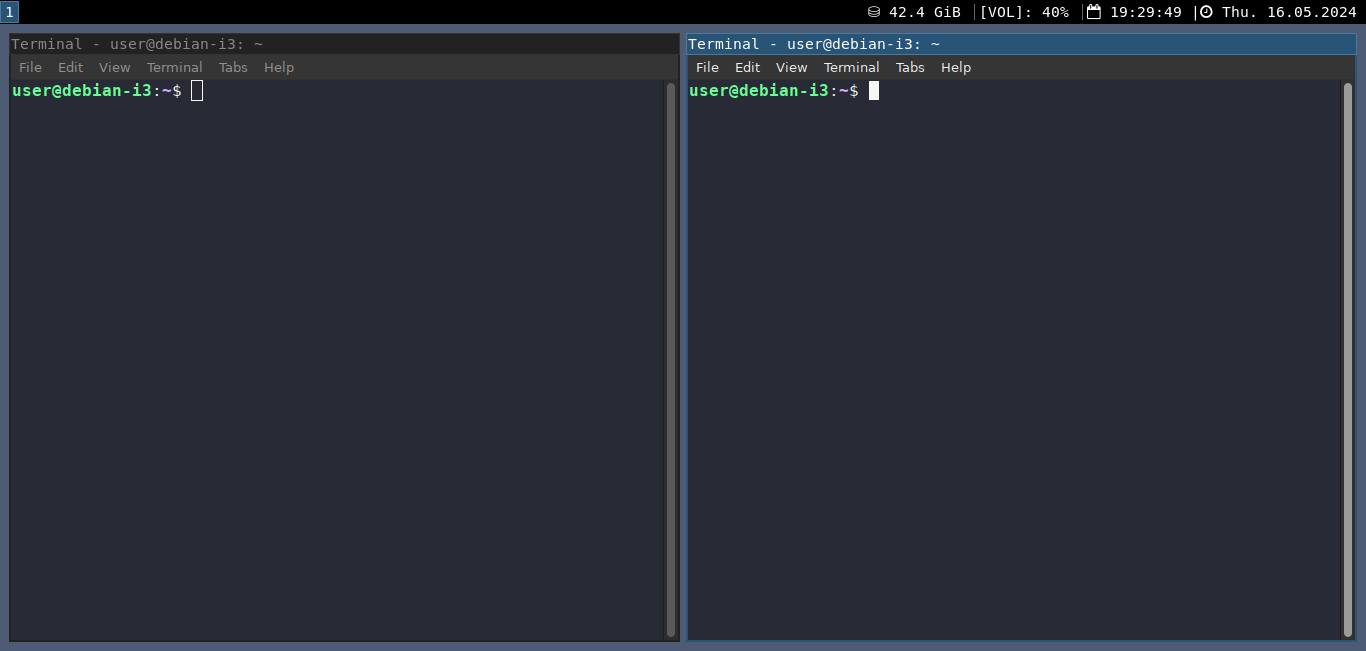 1 42.4 GiB |[VOL]: 40% | 19:29:49 | Thu. 16.05.2024
Terminal - user@debian-i3: ~
File Edit View Terminal Tabs Help
user@debian-i3:~$
Terminal - user@debian-i3: ~
File Edit View Terminal Tabs Help
user@debian-i3:~$